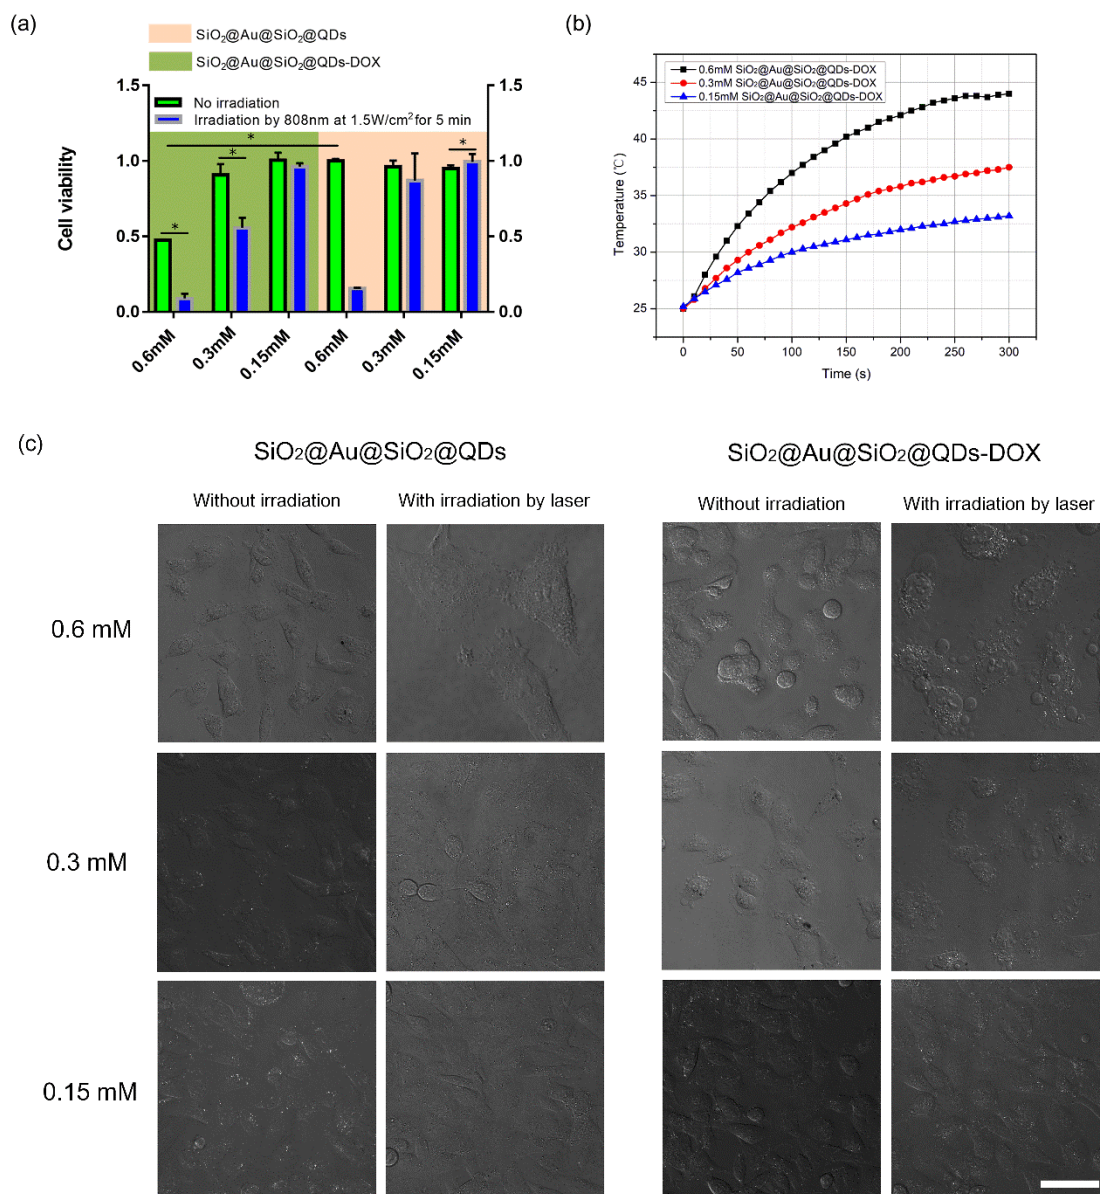 (a)
SiO₂@Au@SiO₂@QDs
SiO₂@Au@SiO₂@QDs-DOX
1.5
1.0
0.5
0.0
Cell viability
No irradiation
Irradiation by 808nm at 1.5W/cm² for 5 min
*
*
*
*
1.5
1.0
0.5
0.0
0.6mM
0.3mM
0.15mM
0.6mM
0.3mM
0.15mM
(b)
0.6mM SiO₂@Au@SiO₂@QDs-DOX
0.3mM SiO₂@Au@SiO₂@QDs-DOX
0.15mM SiO₂@Au@SiO₂@QDs-DOX
45
40
35
30
25
Temperature (℃)
0 50 100 150 200 250 300
Time (s)
(c)
SiO₂@Au@SiO₂@QDs
SiO₂@Au@SiO₂@QDs-DOX
Without irradiation
With irradiation by laser
Without irradiation
With irradiation by laser
0.6 mM
0.3 mM
0.15 mM